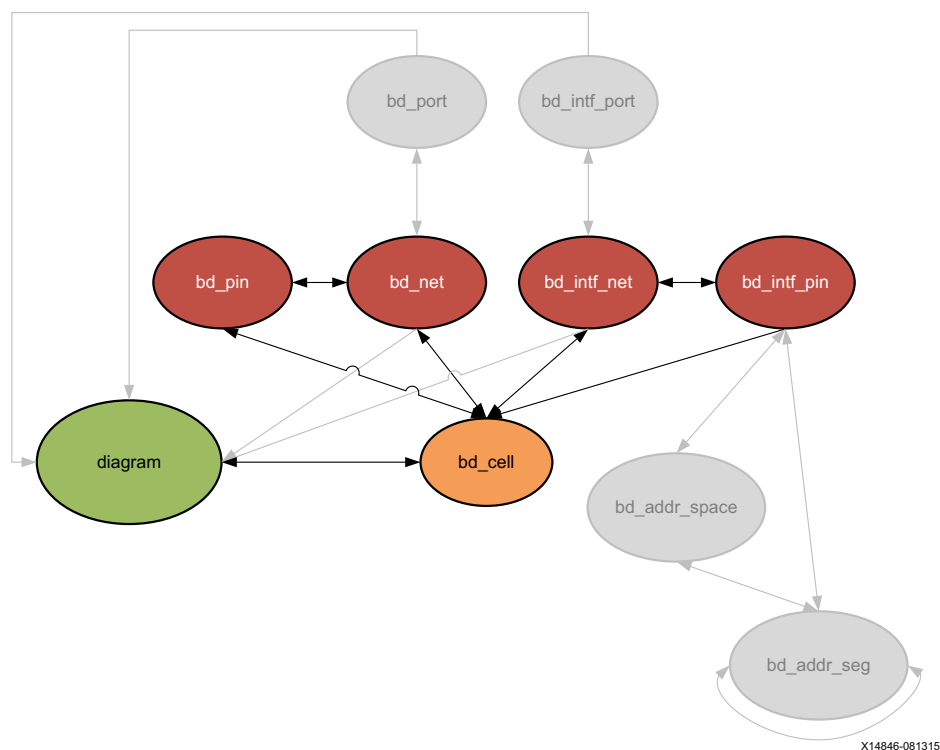 bd_port
bd_intf_port
bd_pin
bd_net
bd_intf_net
bd_intf_pin
diagram
bd_cell
bd_addr_space
bd_addr_seg
X14846-081315